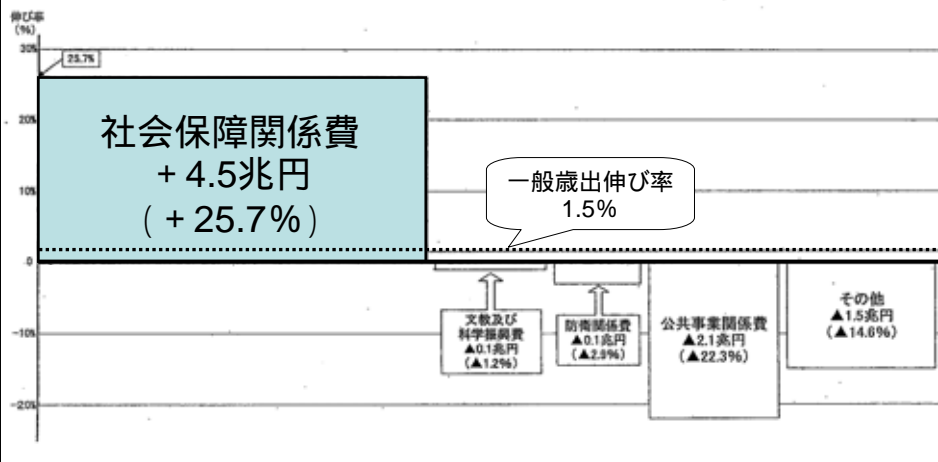 伸び率
(%)
30%
25.7%
社会保障関係費
+4.5兆円
(+25.7%)
20%
10%
一般歳出伸び率
1.5%
0
文教及び
科学振興費
▲0.1兆円
(▲1.2%)
防衛関係費
▲0.1兆円
(▲2.9%)
公共事業関係費
▲2.1兆円
(▲22.3%)
その他
▲1.5兆円
(▲14.6%)
-10%
-20%